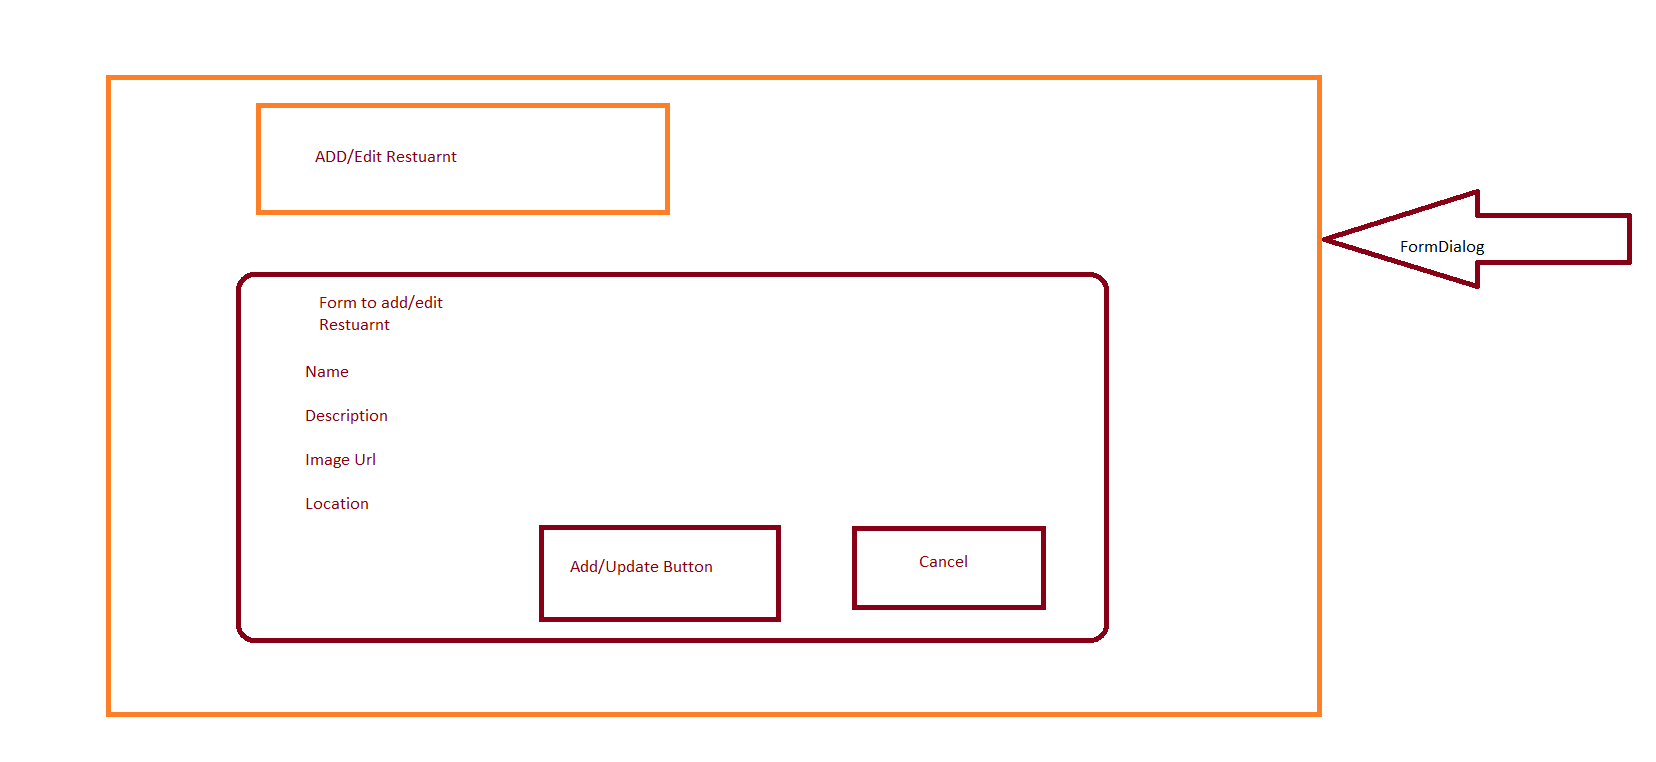 ADD/Edit Restuarnt
FormDialog
Form to add/edit
Restuarnt
Name
Description
Image Url
Location
Add/Update Button
Cancel